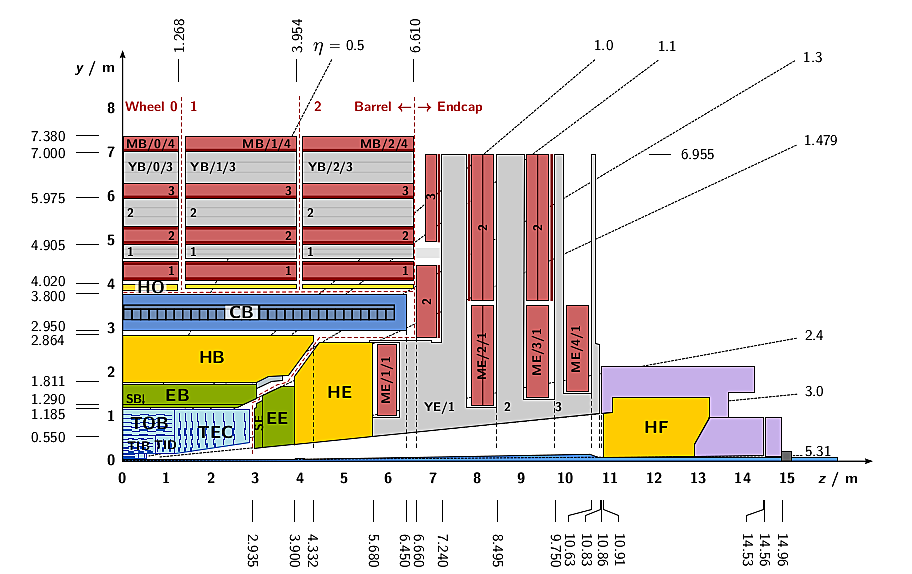 1.268
3.954
6.610
η = 0.5
1.0
1.1
1.3
y / m
8
Wheel 0 1 2 Barrel ← → Endcap
7.380
MB/0/4 MB/1/4 MB/2/4
1.479
7.000
7
6.955
YB/0/3 YB/1/3 YB/2/3
3 3 3 3
5.975
6
2 2 2 2 2
4.905
5
2 2 2
1 1 1
4.020
4
1 1 1
HO
3.800
2
CB
2.950
3
2.864
2.4
HB
ME/1/1 ME/2/1 ME/3/1 ME/4/1
1.811
2
HE
3.0
1.290
SB
EB
YE/1 2 3
1.185
1
TOB TEC SE EE
HF
0.550
TIB TID
5.31
0
0 1 2 3 4 5 6 7 8 9 10 11 12 13 14 15 z / m
2.935
3.900
4.332
5.680
6.450
6.660
7.240
8.495
9.750
10.63
10.83
10.86
10.91
14.53
14.56
14.96